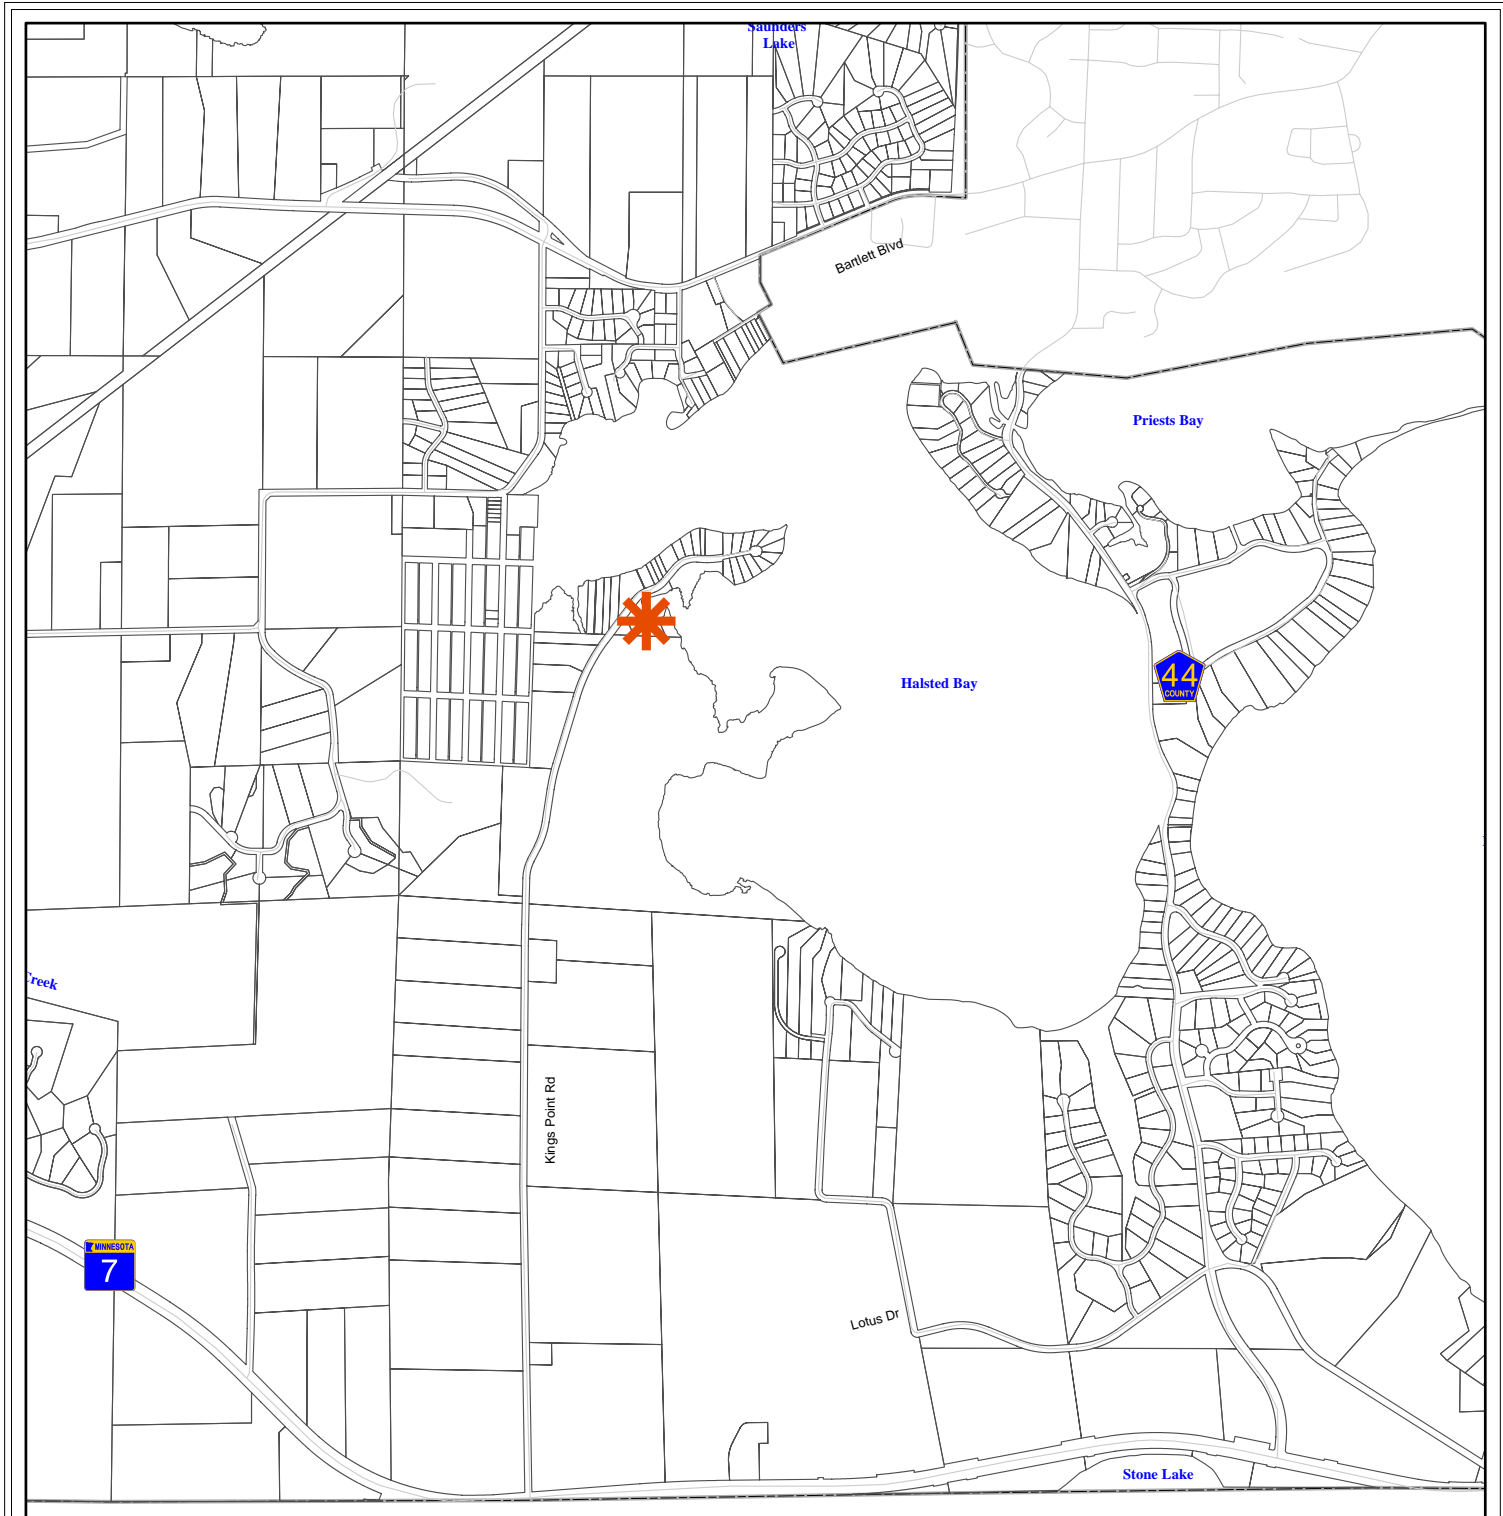 Saunders
Lake
Bartlett Blvd
Priests Bay
Halsted Bay
44
COUNTY
Creek
Kings Point Rd
MINNESOTA
7
Lotus Dr
Stone Lake